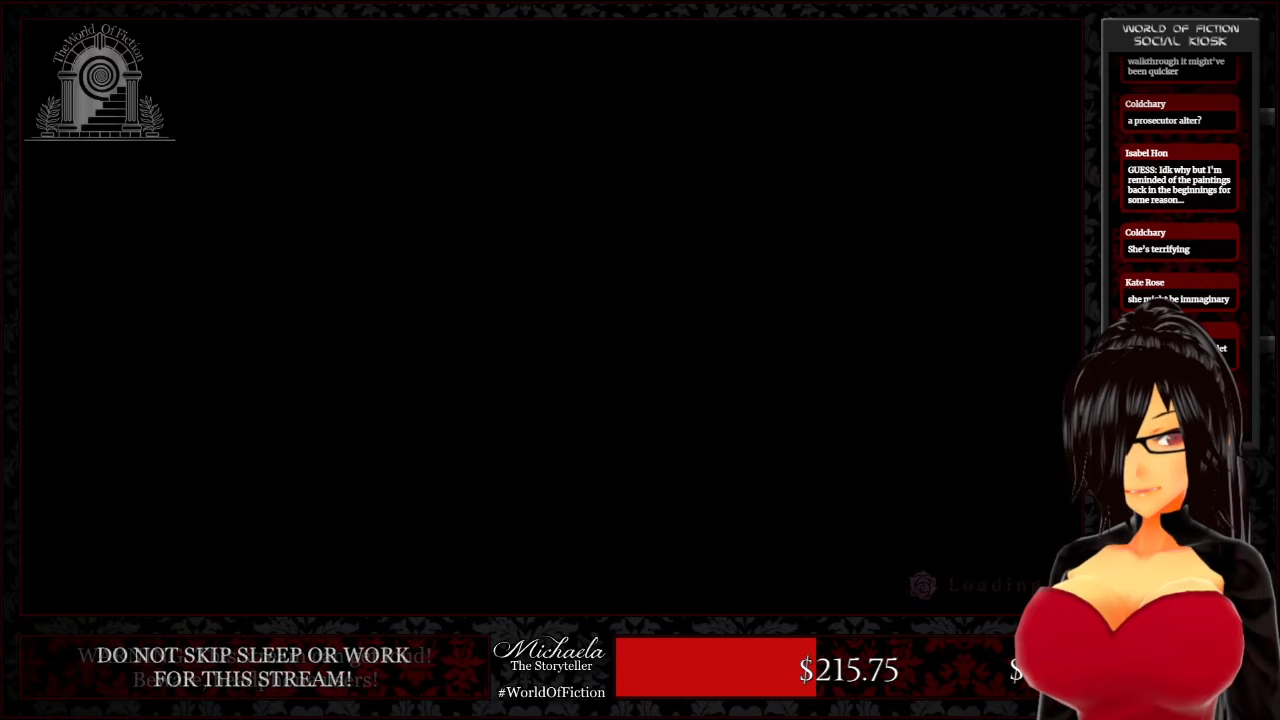 The World Of Fiction
WORLD OF FICTION
SOCIAL KIOSK
walkthrough it might've
been quicker
Coldchary
a prosecutor alter?
Isabel Hon
GUESS: Idk why but I'm
reminded of the paintings
back in the beginnings for
some reason...
Coldchary
She's terrifying
Kate Rose
she might be immaginary
Loading
DO NOT SKIP SLEEP OR WORK
FOR THIS STREAM!
Michaela
The Storyteller
#WorldOfFiction
$215.75
$